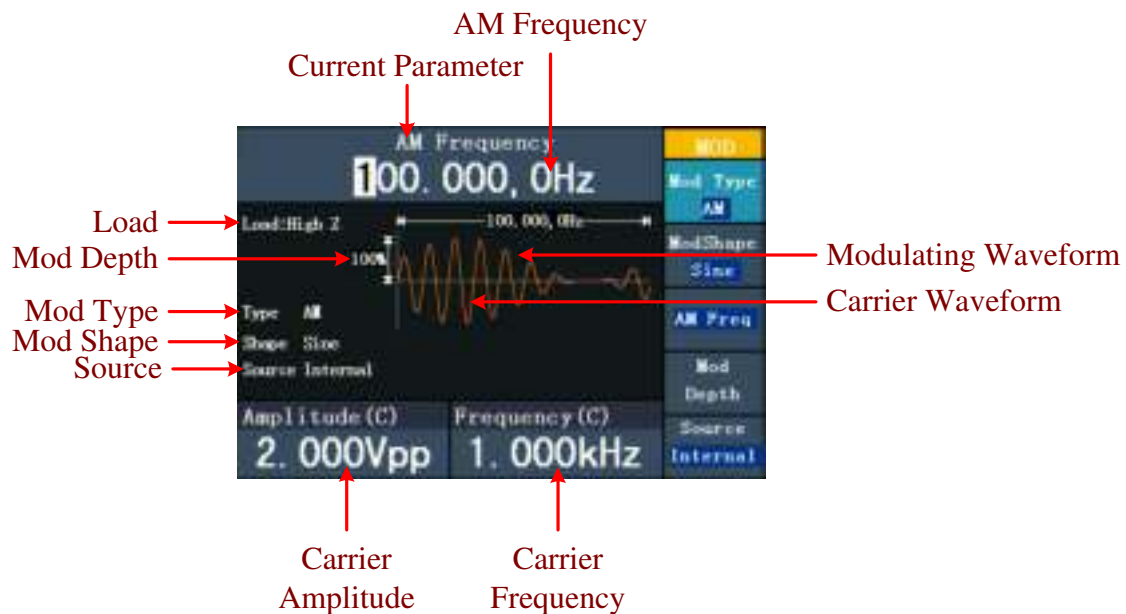 AM Frequency
Current Parameter
AM Frequency
100.000,0Hz
MOD
Mod Type
AM
Load
Load:High Z
100.000,0Hz
ModShape
Sine
Mod Depth
100%
Modulating Waveform
Carrier Waveform
Mod Type
Type AM
AM Freq
Mod Shape
Shape Sine
Source
Source Internal
Mod
Depth
Amplitude(C)
Frequency(C)
Source
2.000Vpp
1.000kHz
Internal
Carrier
Amplitude
Carrier
Frequency